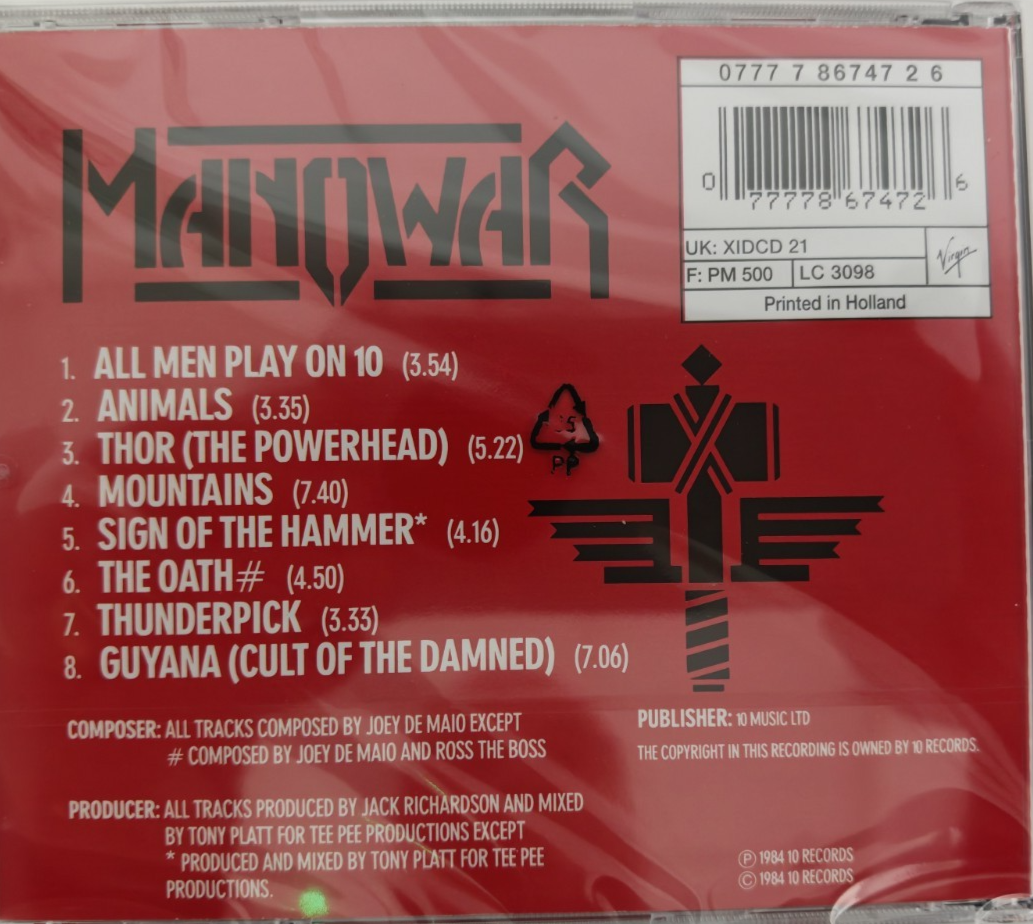 MANOWAR
0777 7 86747 2 6
0 77778 67472 6
UK: XIDCD 21
F: PM 500 LC 3098
Virgin
Printed in Holland
1. ALL MEN PLAY ON 10 (3.54)
2. ANIMALS (3.35)
3. THOR (THE POWERHEAD) (5.22)
4. MOUNTAINS (7.40)
5. SIGN OF THE HAMMER* (4.16)
6. THE OATH# (4.50)
7. THUNDERPICK (3.33)
8. GUYANA (CULT OF THE DAMNED) (7.06)
PP
COMPOSER: ALL TRACKS COMPOSED BY JOEY DE MAIO EXCEPT
# COMPOSED BY JOEY DE MAIO AND ROSS THE BOSS
PUBLISHER: 10 MUSIC LTD
THE COPYRIGHT IN THIS RECORDING IS OWNED BY 10 RECORDS.
PRODUCER: ALL TRACKS PRODUCED BY JACK RICHARDSON AND MIXED
BY TONY PLATT FOR TEE PEE PRODUCTIONS EXCEPT
* PRODUCED AND MIXED BY TONY PLATT FOR TEE PEE
PRODUCTIONS.
℗ 1984 10 RECORDS
© 1984 10 RECORDS